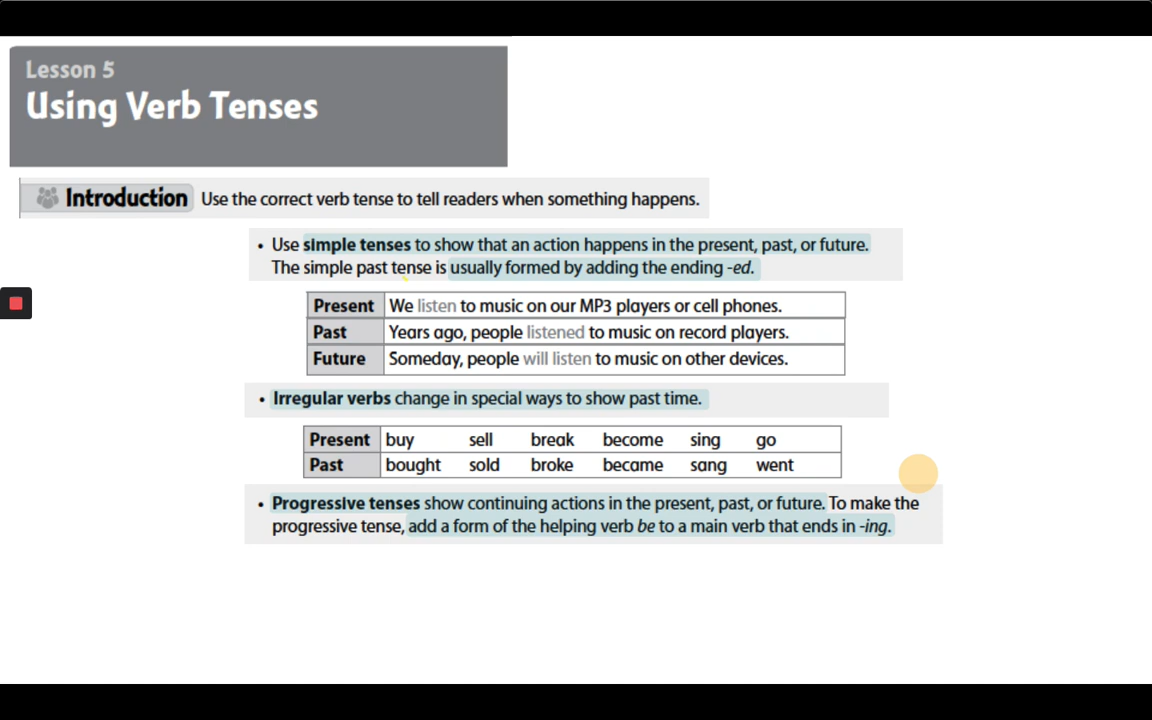 Lesson 5
Using Verb Tenses
Introduction Use the correct verb tense to tell readers when something happens.
• Use simple tenses to show that an action happens in the present, past, or future.
The simple past tense is usually formed by adding the ending -ed.
Present We listen to music on our MP3 players or cell phones.
Past Years ago, people listened to music on record players.
Future Someday, people will listen to music on other devices.
• Irregular verbs change in special ways to show past time.
Present buy sell break become sing go
Past bought sold broke became sang went
• Progressive tenses show continuing actions in the present, past, or future. To make the
progressive tense, add a form of the helping verb be to a main verb that ends in -ing.